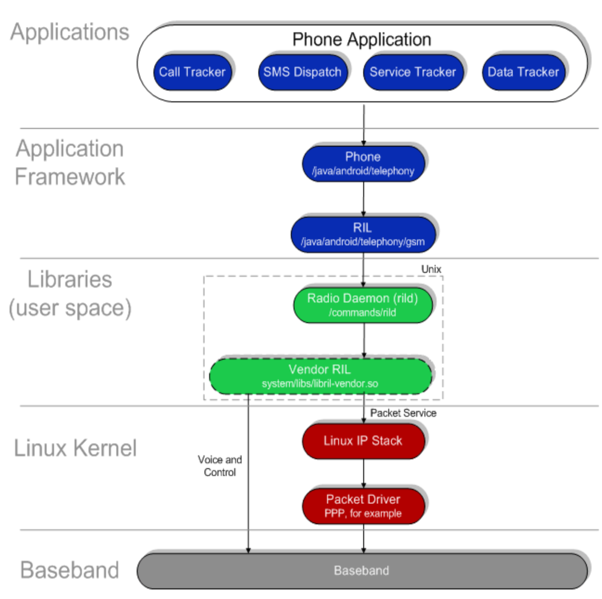 Applications
Phone Application
Call Tracker
SMS Dispatch
Service Tracker
Data Tracker
Application
Framework
Phone
/java/android/telephony
RIL
/java/android/telephony/gsm
Unix
Libraries
(user space)
Radio Daemon (rild)
/commands/rild
Vendor RIL
system/libs/libril-vendor.so
Packet Service
Linux Kernel
Linux IP Stack
Voice and
Control
Packet Driver
PPP, for example
Baseband
Baseband